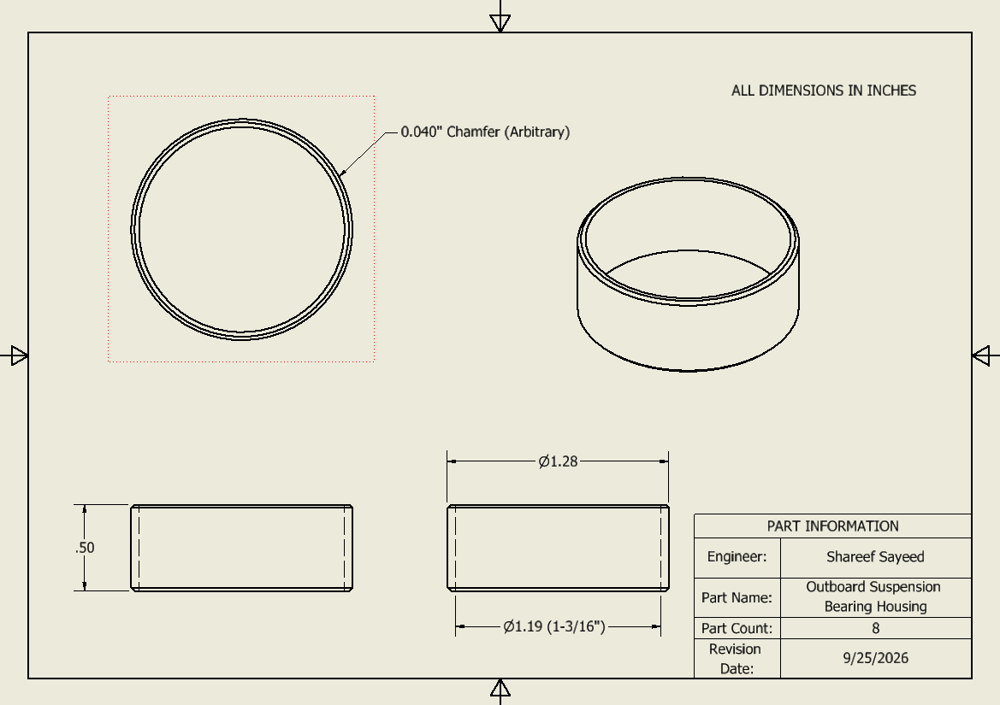 ALL DIMENSIONS IN INCHES
0.040" Chamfer (Arbitrary)
Ø1.28
.50
Ø1.19 (1-3/16")
PART INFORMATION
Engineer: Shareef Sayeed
Part Name: Outboard Suspension
Bearing Housing
Part Count: 8
Revision
Date: 9/25/2026